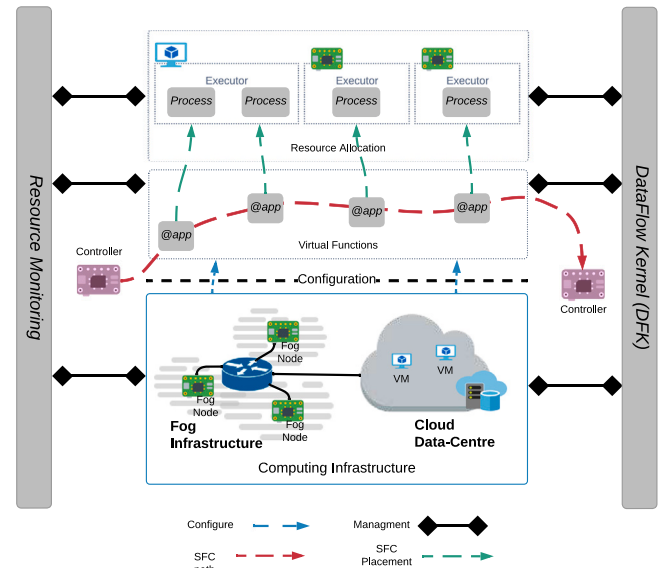 Executor
Executor
Executor
Process
Process
Process
Process
Resource Allocation
@app
@app
@app
@app
Virtual Functions
Resource Monitoring
DataFlow Kernel (DFK)
Controller
Controller
Configuration
Fog
Node
Fog
Node
Fog
Node
VM
VM
Fog
Infrastructure
Cloud
Data-Centre
Computing Infrastructure
Configure
Managment
SFC
path
SFC
Placement